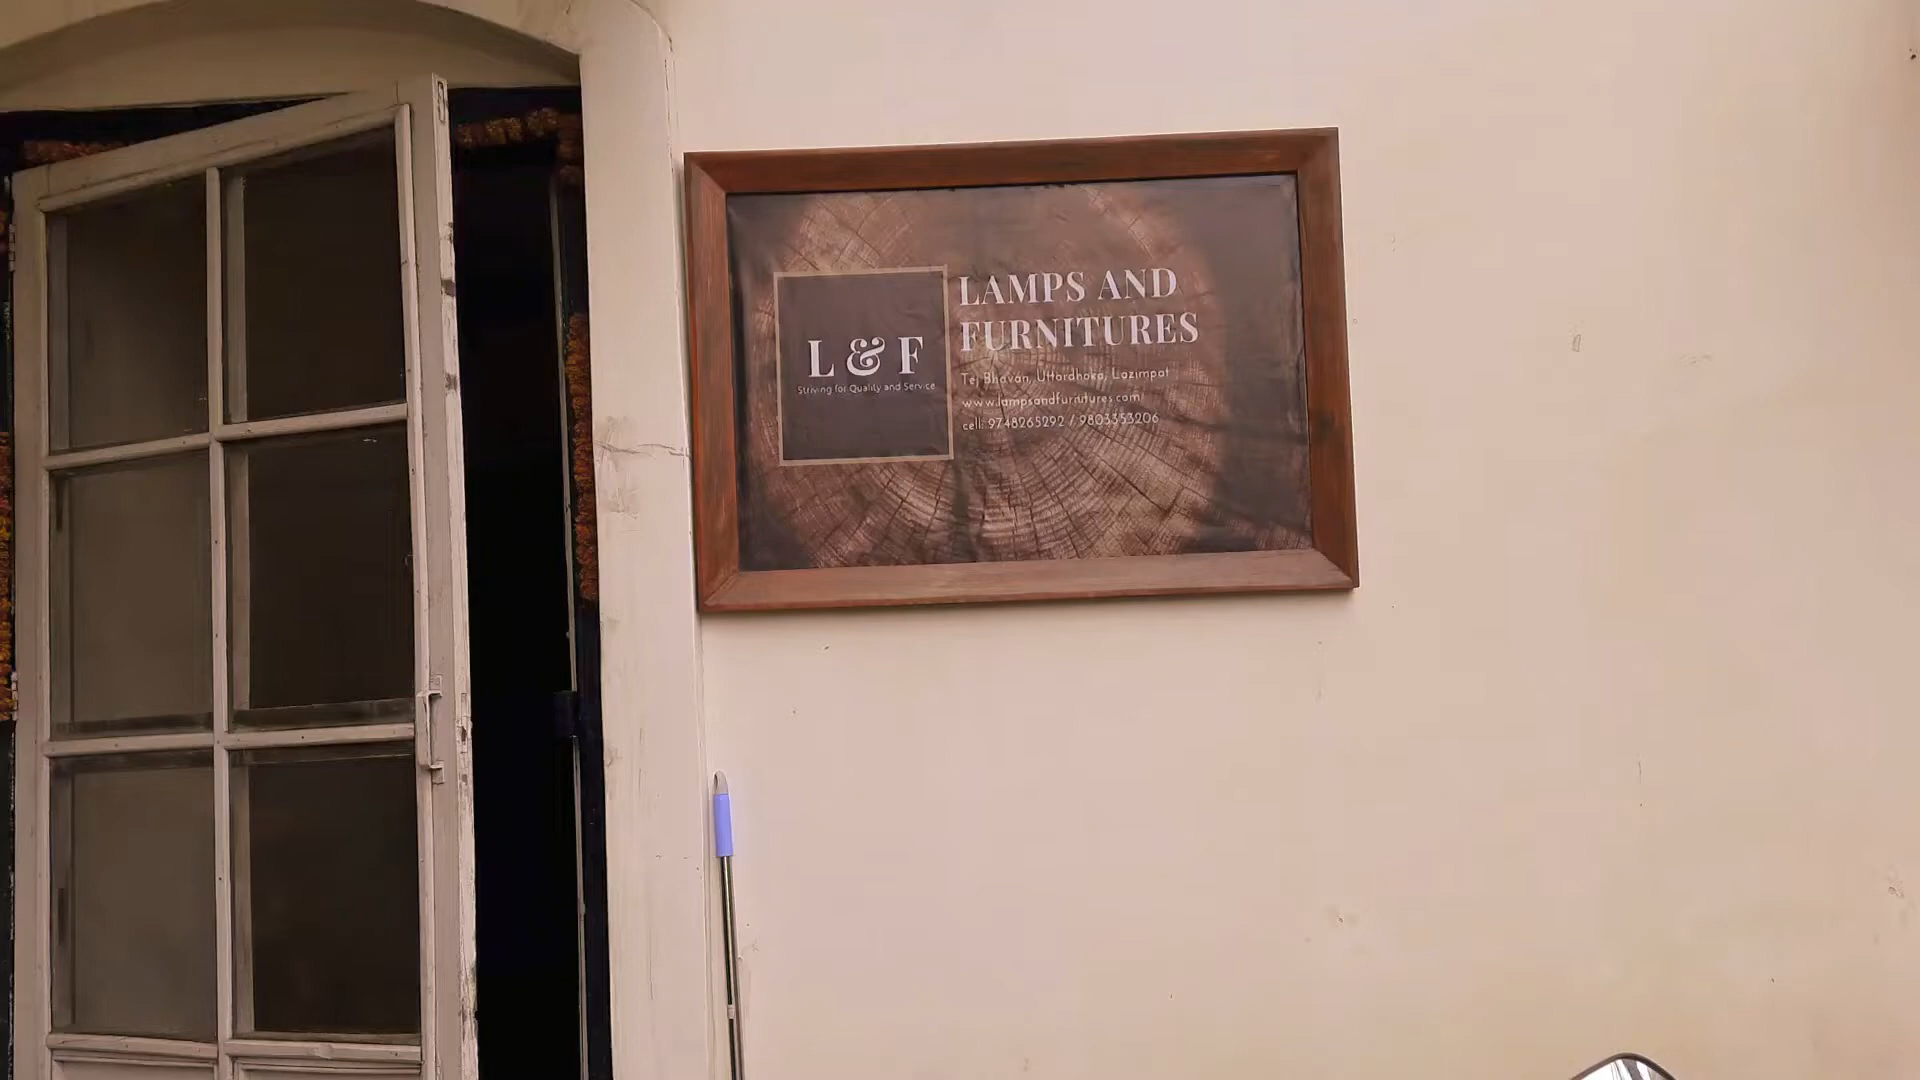 L & F
Striving for Quality and Service
LAMPS AND
FURNITURES
Tej Bhavan, Uttardhoka, Lazimpat
www.lampsandfurnitures.com
cell: 9748265292 / 9803353206